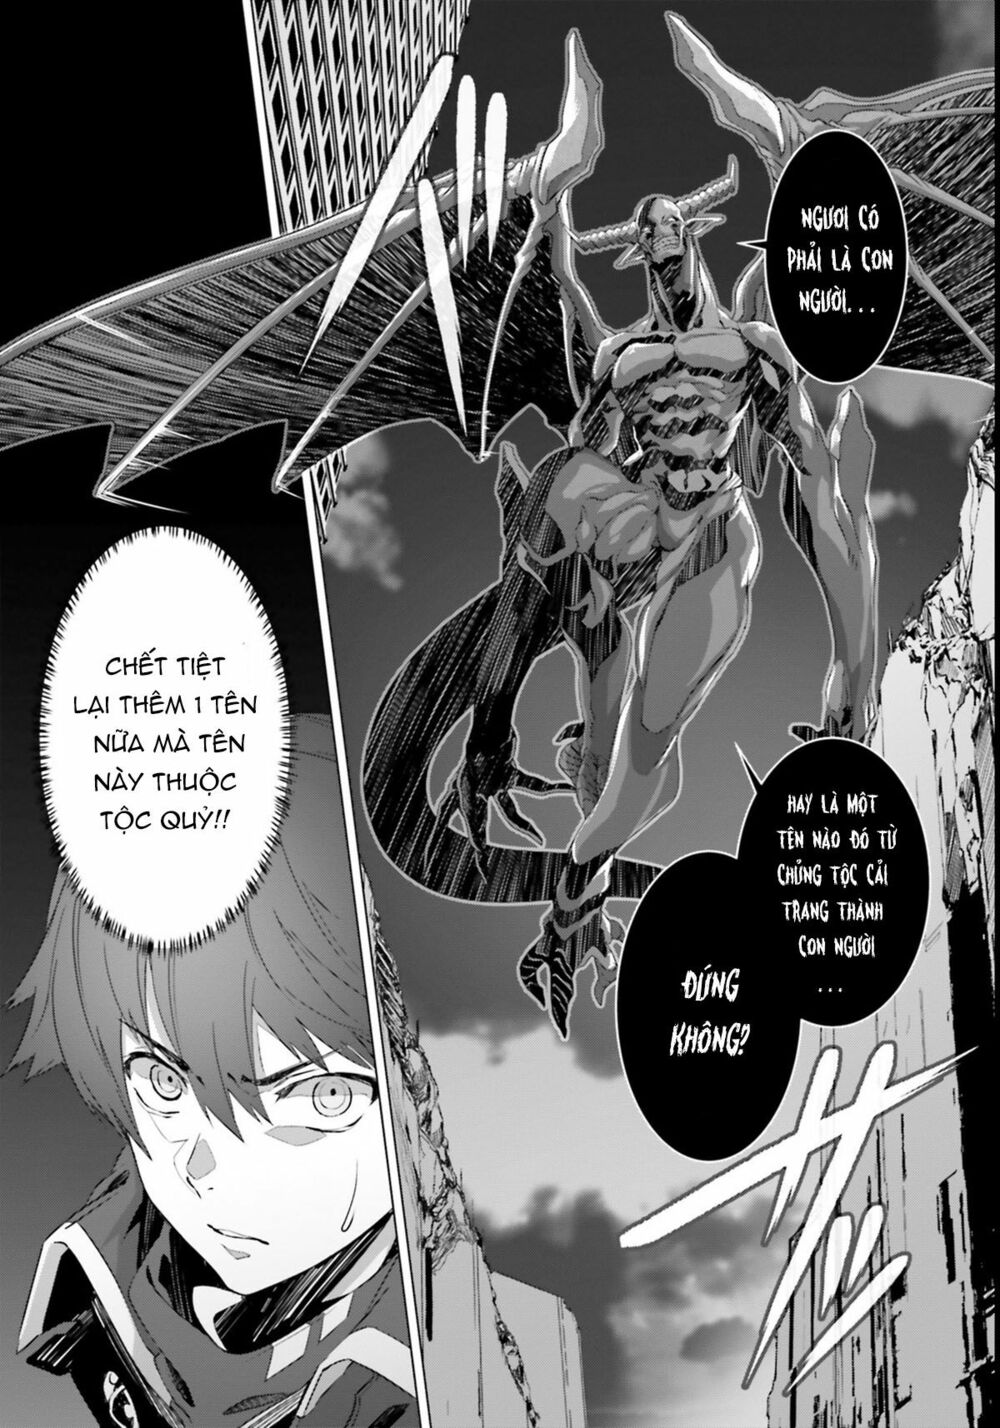 NGƯƠI CÓ
PHẢI LÀ CON
NGƯỜI...
HAY LÀ MỘT
TÊN NÀO ĐÓ TỪ
CHỦNG TỘC CẢI
TRANG THÀNH
CON NGƯỜI
...
ĐÚNG
KHÔNG?
CHẾT TIỆT
LẠI THÊM 1 TÊN
NỮA MÀ TÊN
NÀY THUỘC
TỘC QUỶ!!